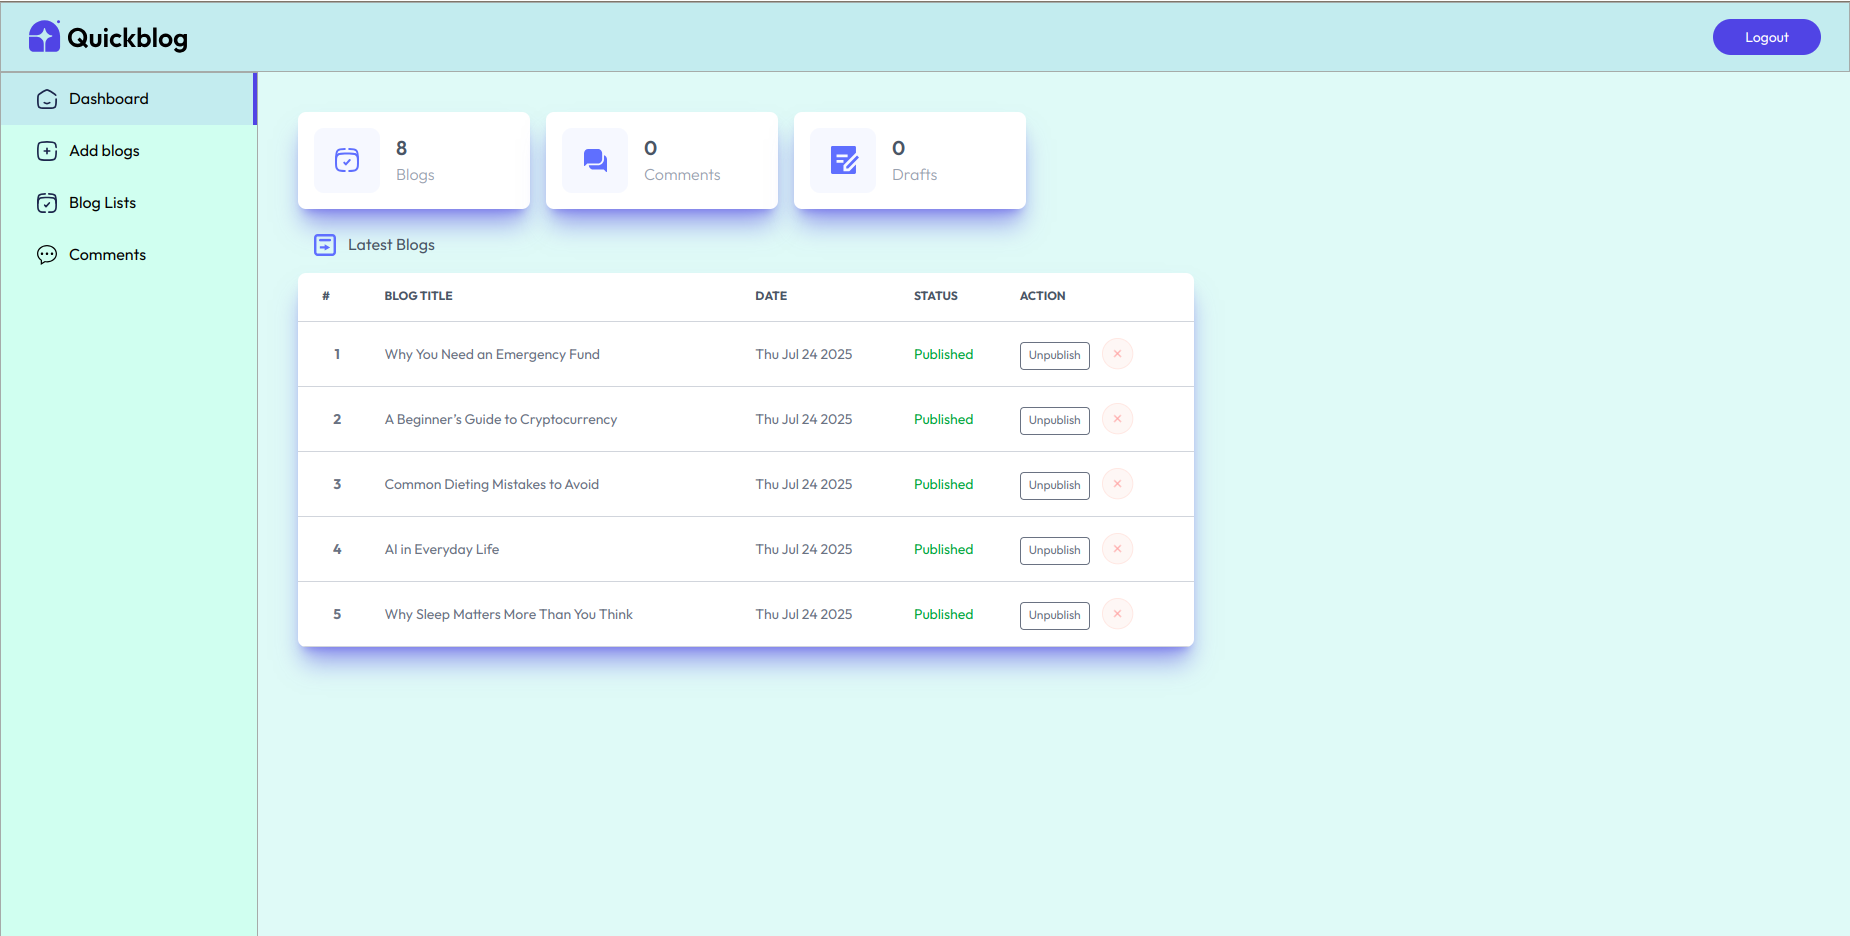 Quickblog
Logout
Dashboard
Add blogs
Blog Lists
Comments
8
Blogs
0
Comments
0
Drafts
Latest Blogs
# BLOG TITLE DATE STATUS ACTION
1 Why You Need an Emergency Fund Thu Jul 24 2025 Published Unpublish
2 A Beginner’s Guide to Cryptocurrency Thu Jul 24 2025 Published Unpublish
3 Common Dieting Mistakes to Avoid Thu Jul 24 2025 Published Unpublish
4 AI in Everyday Life Thu Jul 24 2025 Published Unpublish
5 Why Sleep Matters More Than You Think Thu Jul 24 2025 Published Unpublish